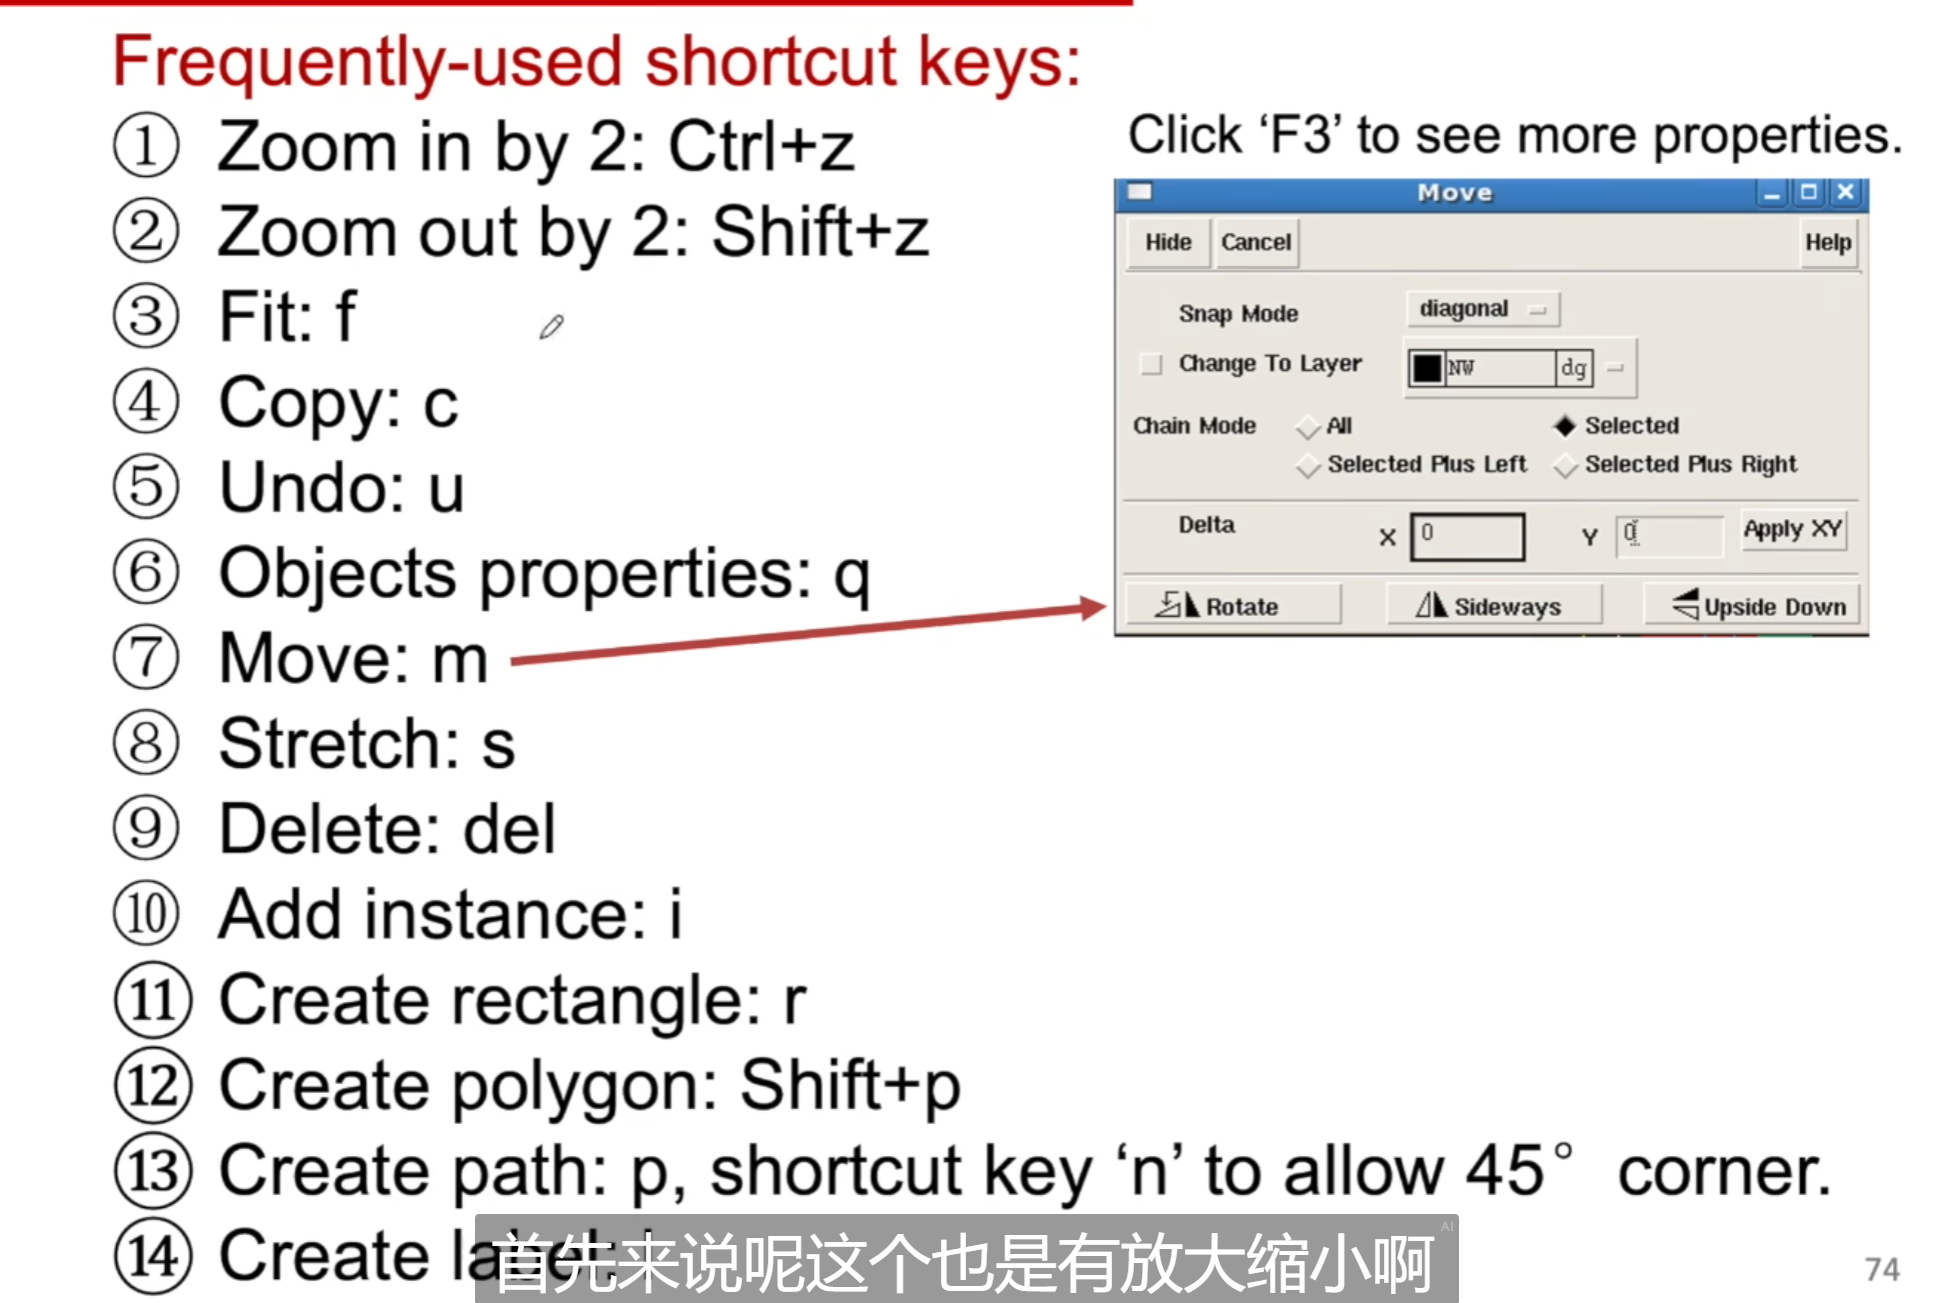 Frequently-used shortcut keys:
① Zoom in by 2: Ctrl+z
② Zoom out by 2: Shift+z
③ Fit: f
④ Copy: c
⑤ Undo: u
⑥ Objects properties: q
⑦ Move: m
⑧ Stretch: s
⑨ Delete: del
⑩ Add instance: i
⑪ Create rectangle: r
⑫ Create polygon: Shift+p
⑬ Create path: p, shortcut key ‘n’ to allow 45° corner.
⑭ Create label:
Click ‘F3’ to see more properties.
Move
Hide Cancel Help
Snap Mode diagonal
Change To Layer NW dg
Chain Mode All Selected
Selected Plus Left Selected Plus Right
Delta X 0 Y 0 Apply XY
Rotate Sideways Upside Down
AI
首先来说呢这个也是有放大缩小啊
74